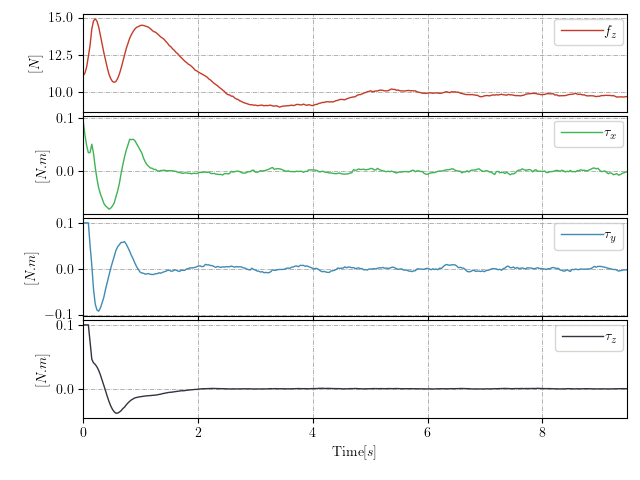 15.0
12.5
10.0
[N]
f_z
0.1
0.0
[N.m]
τ_x
0.1
0.0
−0.1
[N.m]
τ_y
0.1
0.0
[N.m]
τ_z
0 2 4 6 8
Time[s]